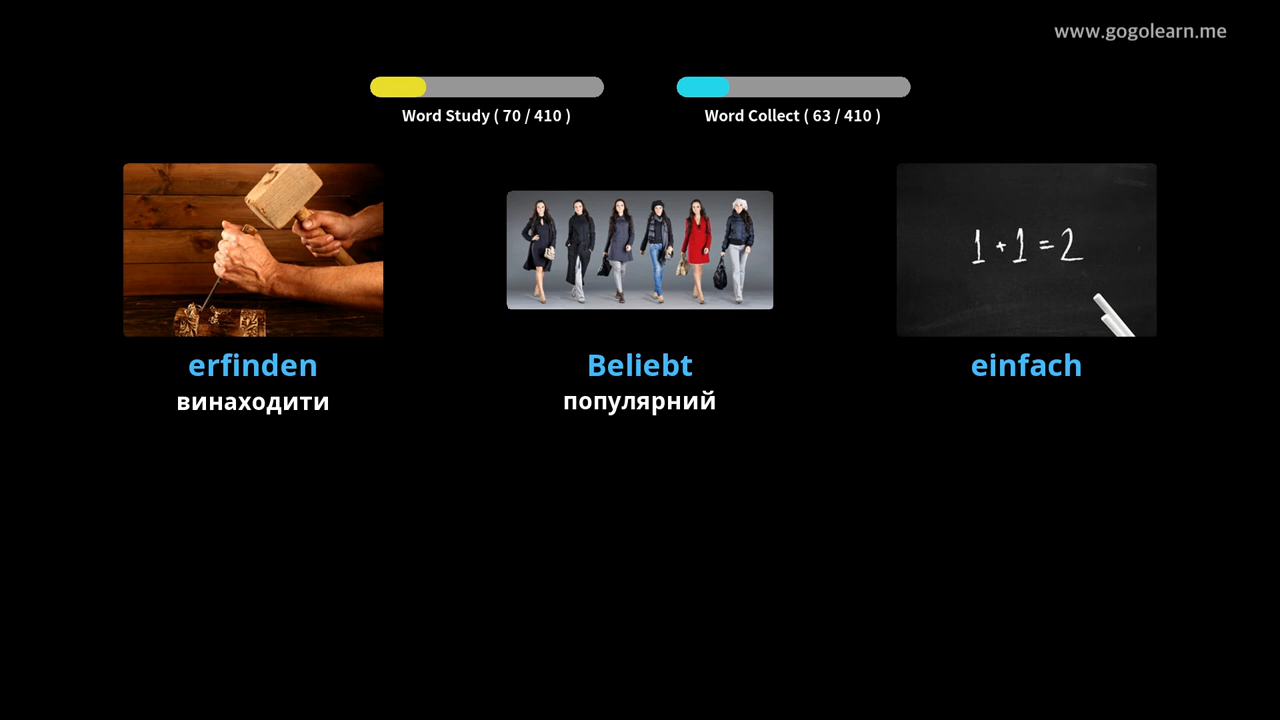 www.gogolearn.me
Word Study ( 70 / 410 )
Word Collect ( 63 / 410 )
1 + 1 = 2
erfinden
Beliebt
einfach
винаходити
популярний